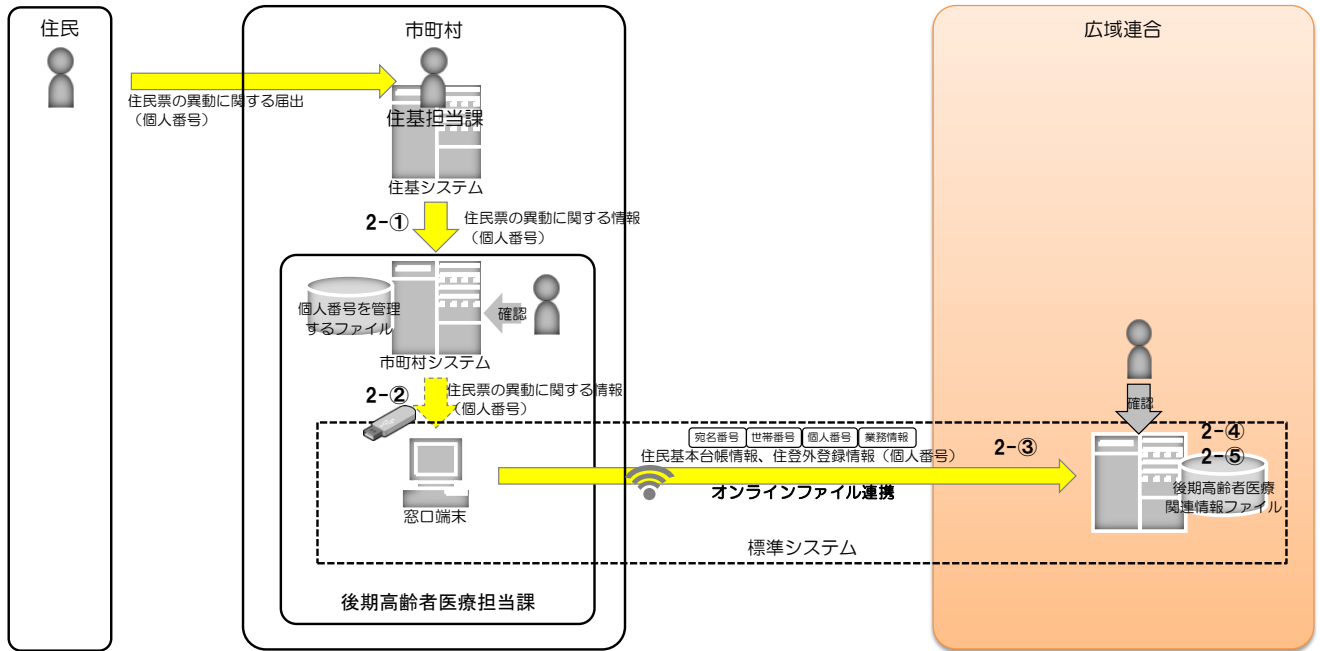 住民
市町村
広域連合
住民票の異動に関する届出
（個人番号）
住基担当課
住基システム
2-①
住民票の異動に関する情報
（個人番号）
個人番号を管理
するファイル
確認
市町村システム
2-②
住民票の異動に関する情報
（個人番号）
確認
宛名番号 世帯番号 個人番号 業務情報
住民基本台帳情報、住登外登録情報（個人番号）
2-③
2-④
2-⑤
オンラインファイル連携
窓口端末
後期高齢者医療
関連情報ファイル
標準システム
後期高齢者医療担当課